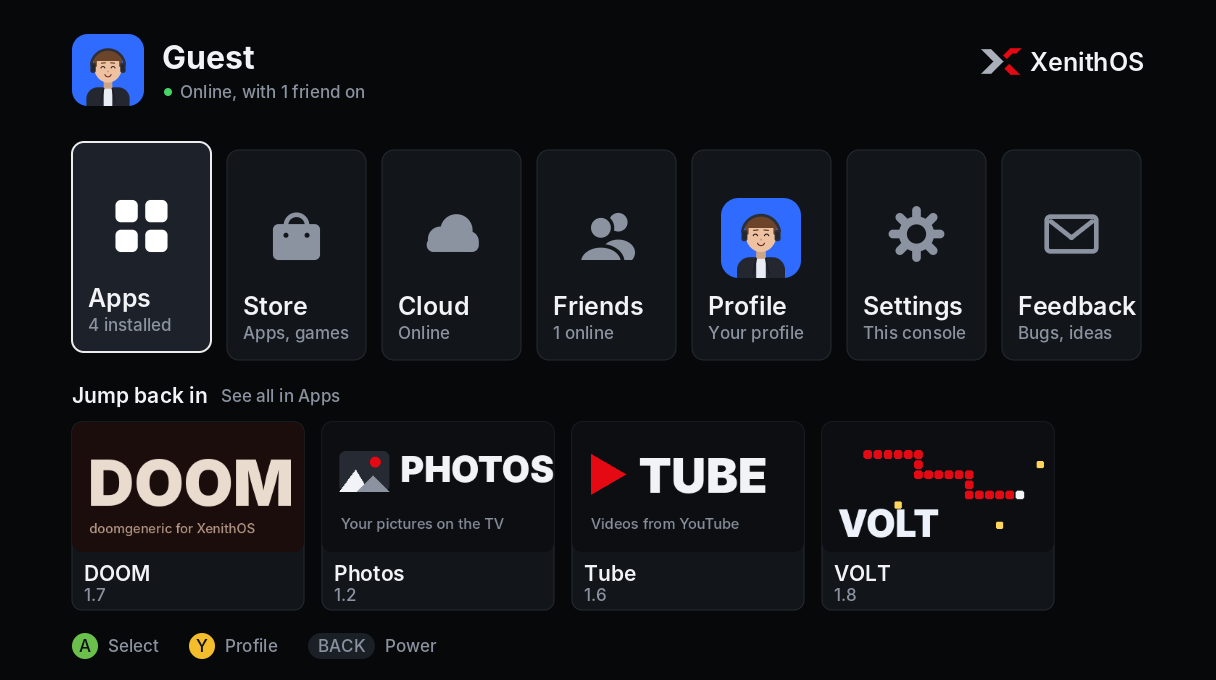 Guest
Online, with 1 friend on
XenithOS
Apps
4 installed
Store
Apps, games
Cloud
Online
Friends
1 online
Profile
Your profile
Settings
This console
Feedback
Bugs, ideas
Jump back in See all in Apps
DOOM
doomgeneric for XenithOS
DOOM
1.7
PHOTOS
Your pictures on the TV
Photos
1.2
TUBE
Videos from YouTube
Tube
1.6
VOLT
VOLT
1.8
A Select Y Profile BACK Power